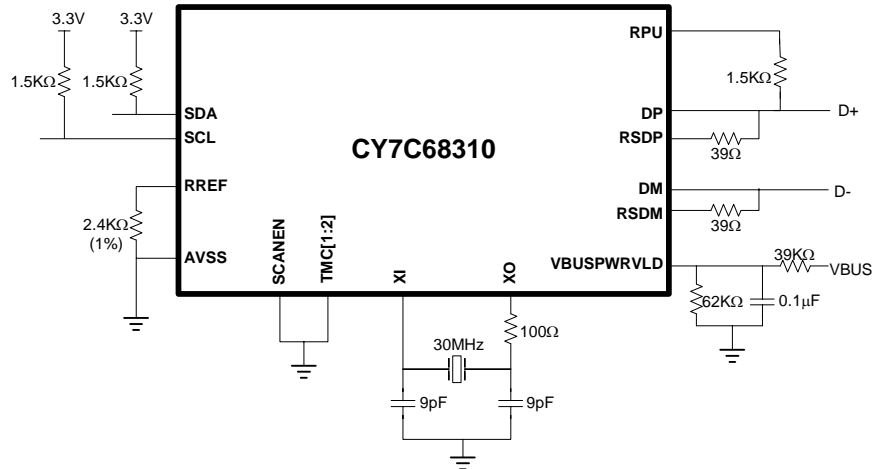 3.3V
3.3V
RPU
1.5KΩ
1.5KΩ
1.5KΩ
SDA
DP
D+
SCL
CY7C68310
RSDP
39Ω
RREF
DM
D-
RSDM
2.4KΩ
(1%)
39Ω
39KΩ
AVSS
SCANEN
TMC[1:2]
XI
XO
VBUSPWRVLD
VBUS
62KΩ
0.1µF
100Ω
30MHz
9pF
9pF